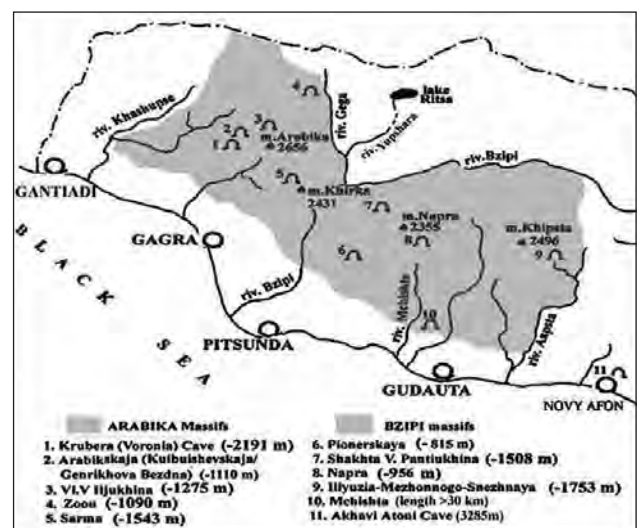 4
lake
Ritsa
riv. Khashupse
riv. Gega
3
2
m.Arabika
2656
1
riv. Yupshara
riv.Bzipi
GANTIADI
5
m.Khirka
2431
7
m.Napra
2355
m.Khipsta
2496
GAGRA
6
8
9
BLACK SEA
riv. Bzipi
riv. Mchishta
10
riv. Aapsta
PITSUNDA
GUDAUTA
11
NOVY AFON
ARABIKA Massifs
1. Krubera (Voronia) Cave (-2191 m)
2. Arabikskaja (Kuibuishevskaja/
Genrikhova Bezdna) (-1110 m)
3. VI.V Iljukhina (-1275 m)
4. Zoou (-1090 m)
5. Sarma (-1543 m)
BZIPI massifs
6. Pionerskaya (- 815 m)
7. Shakhta V. Pantiukhina (-1508 m)
8. Napra (-956 m)
9. Illyuzia-Mezhonnogo-Snezhnaya (-1753 m)
10. Mchishta (length >30 km)
11. Akhavi Atoni Cave (3285m)